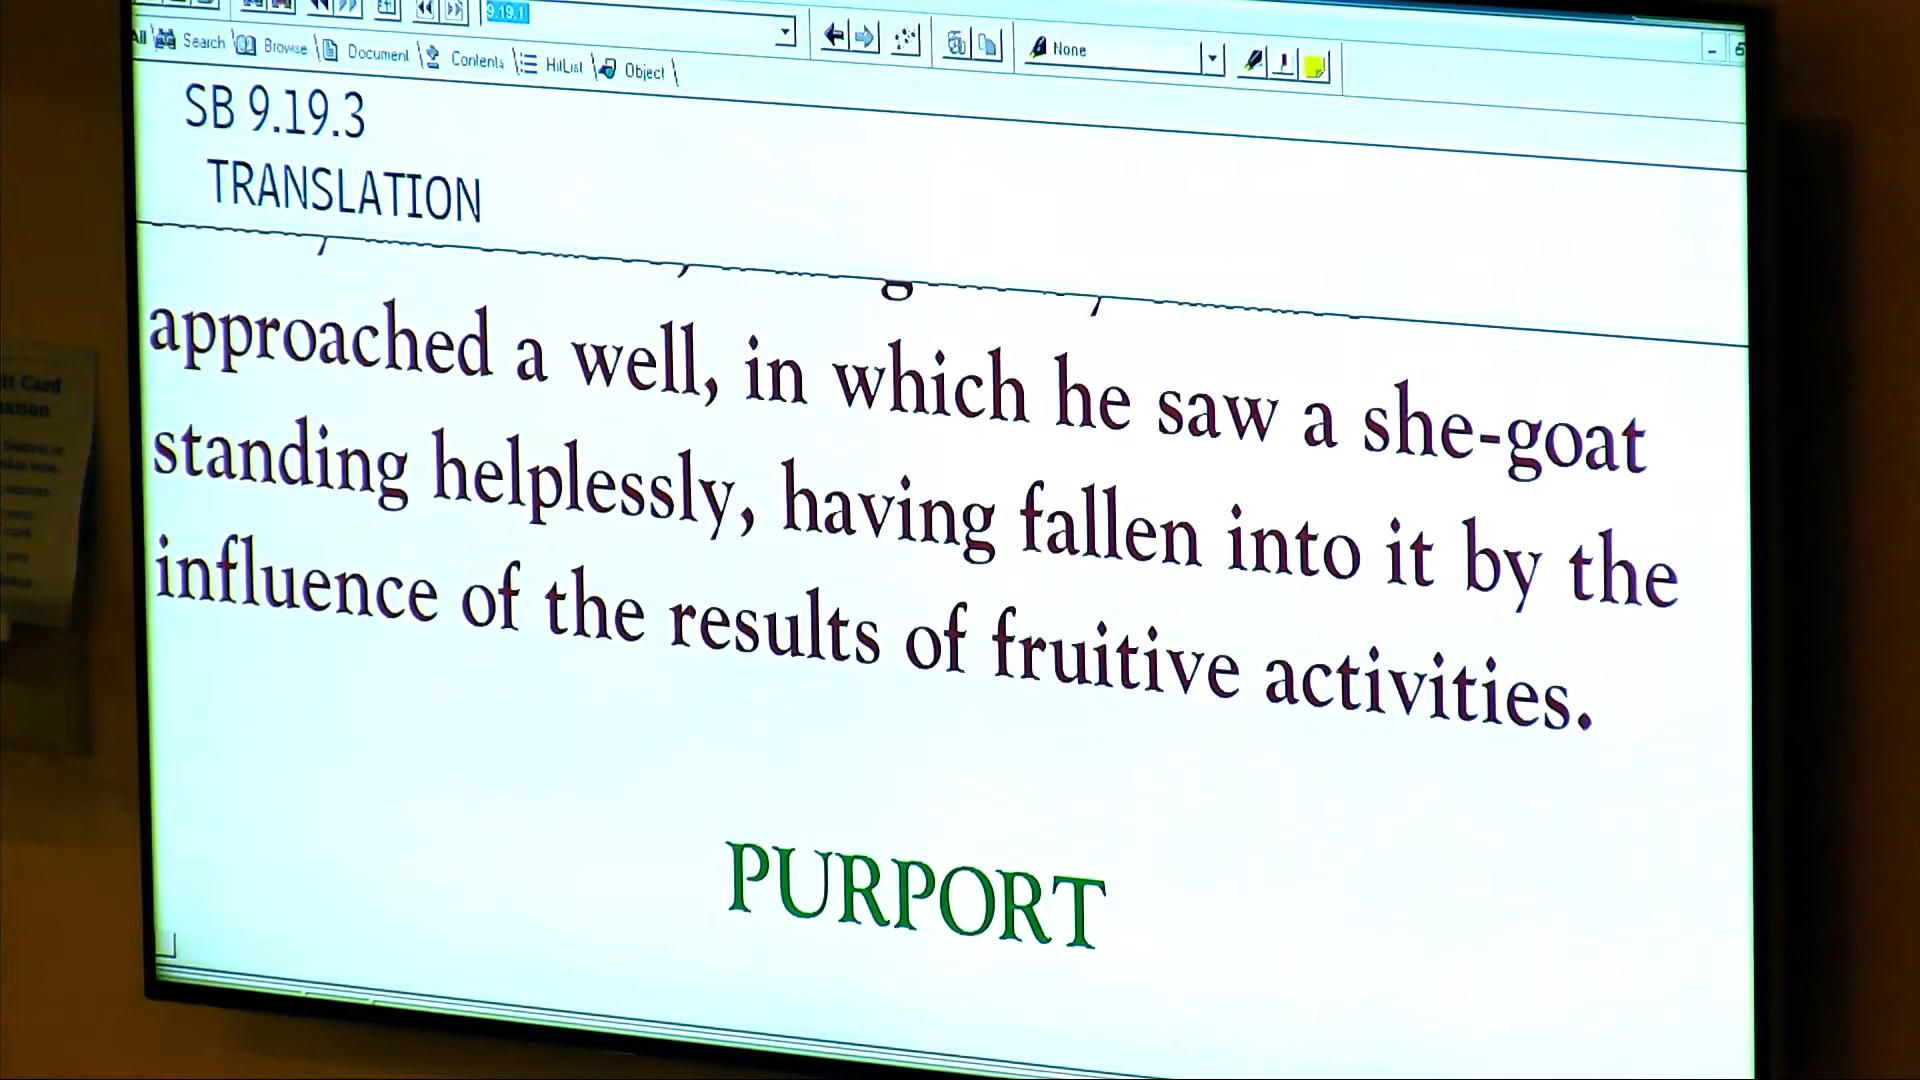 9.19.1
None
All Search Browse Document Contents HitList Object
SB 9.19.3
TRANSLATION
approached a well, in which he saw a she-goat
standing helplessly, having fallen into it by the
influence of the results of fruitive activities.
PURPORT
Card